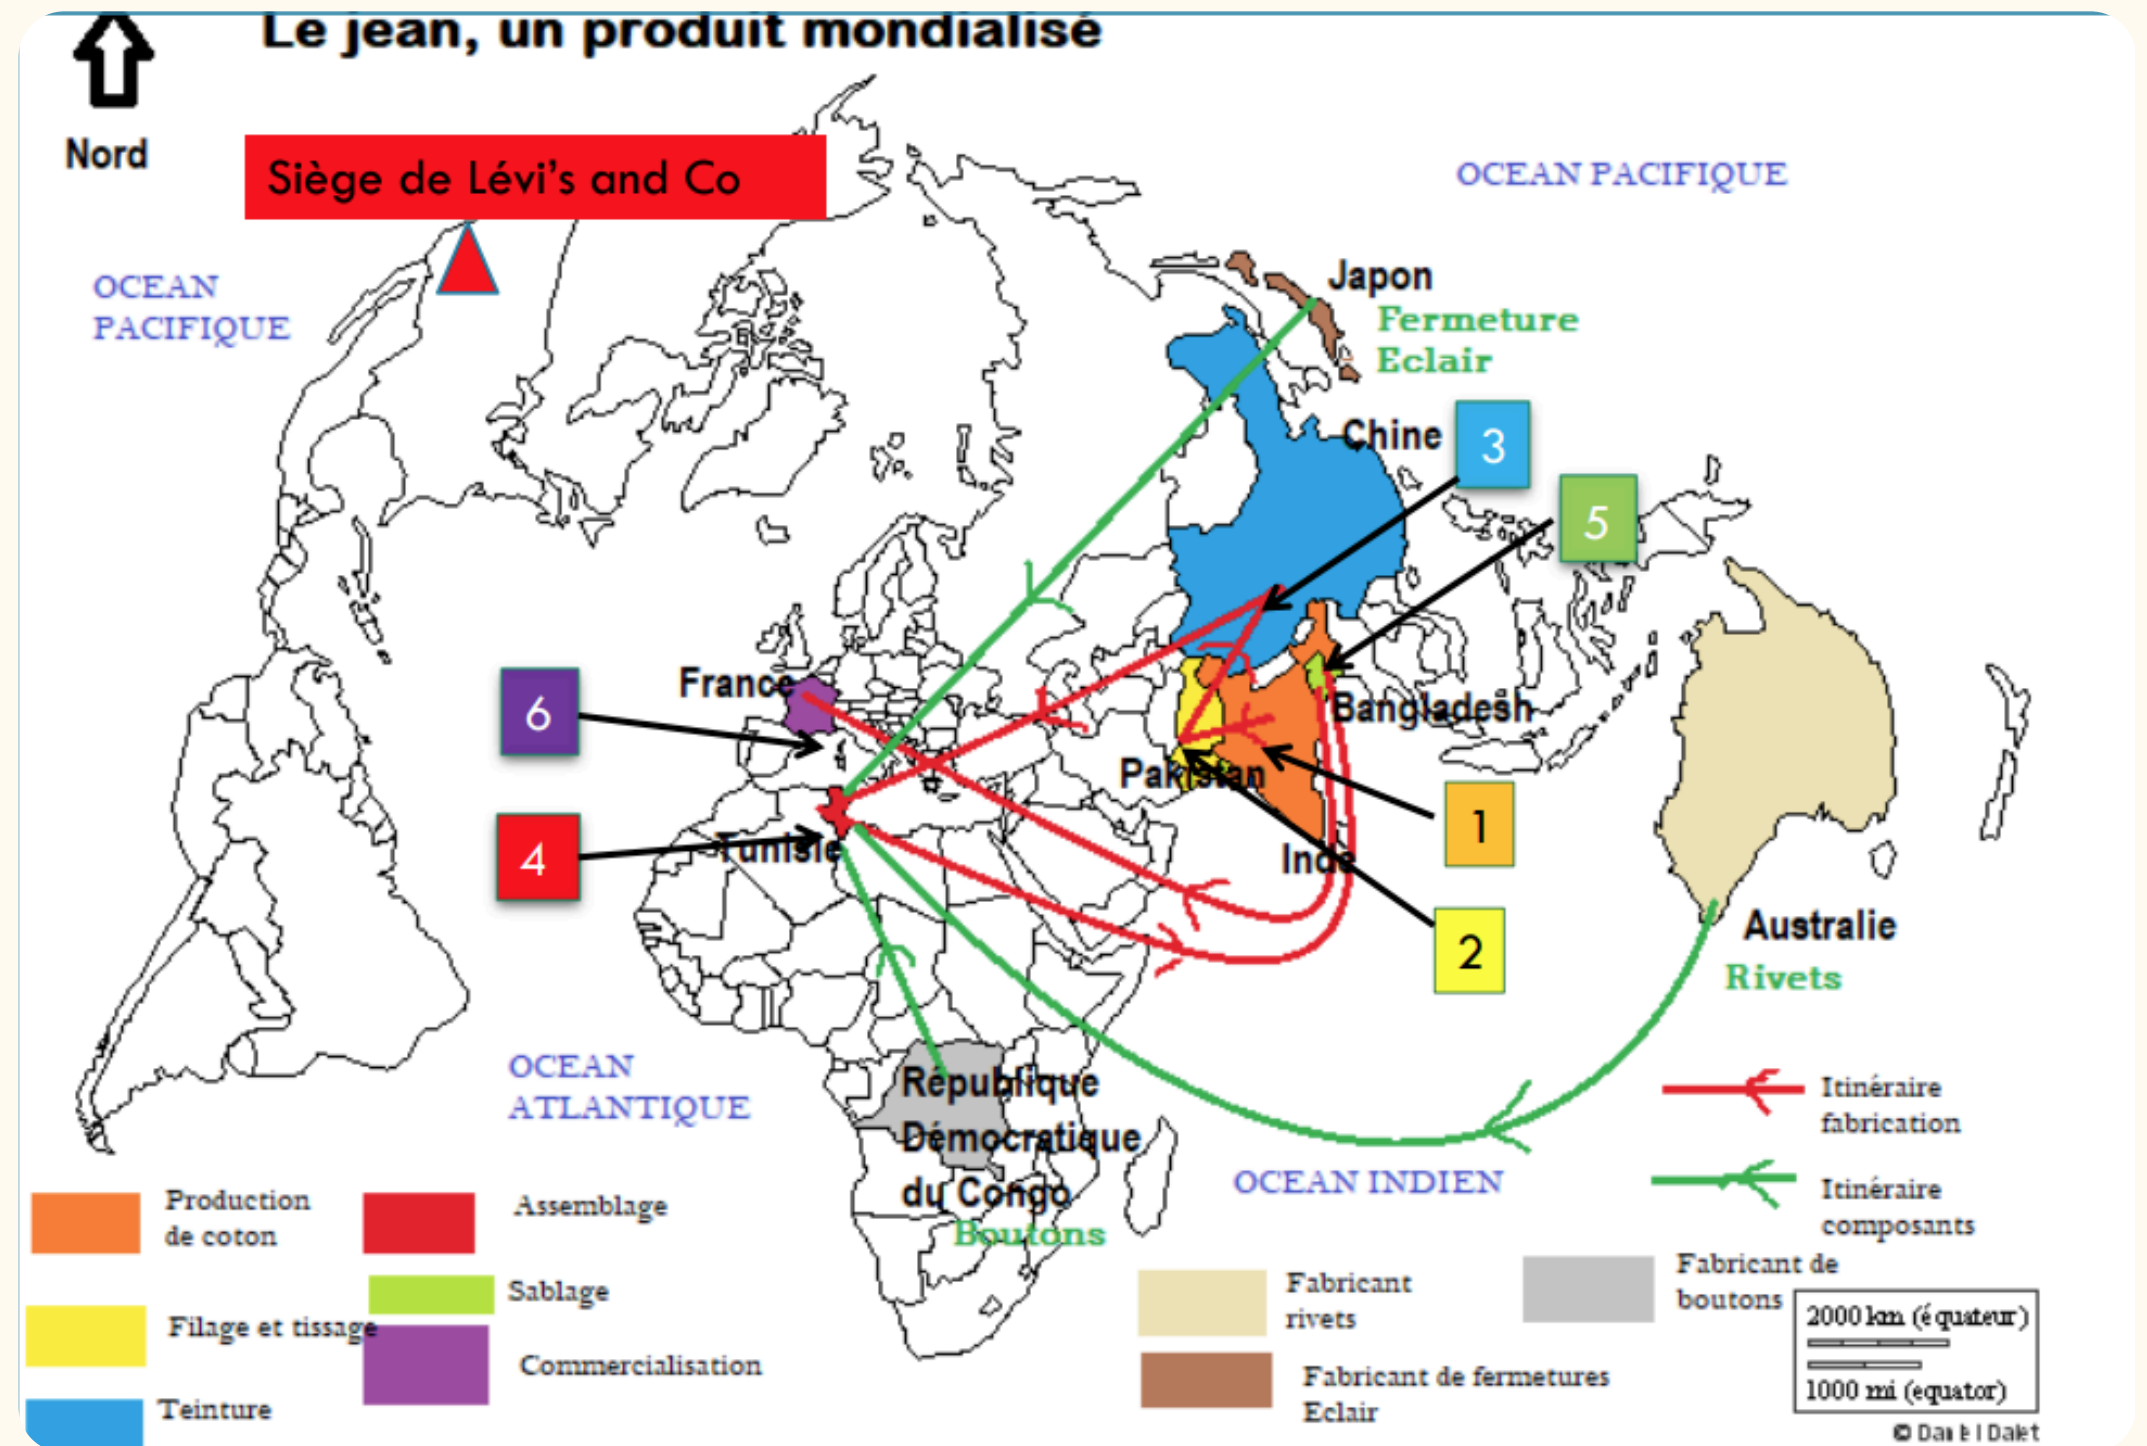 Le jean, un produit mondialisé
Nord
Siège de Lévi's and Co
OCEAN PACIFIQUE
OCEAN
PACIFIQUE
Japon
Fermeture
Eclair
Chine
3
5
France
6
Bangladesh
Pakistan
1
Tunisie
4
Inde
2
Australie
Rivets
OCEAN
ATLANTIQUE
République
Démocratique
du Congo
Boutons
OCEAN INDIEN
Itinéraire
fabrication
Itinéraire
composants
Production
de coton
Assemblage
Sablage
Filage et tissage
Commercialisation
Teinture
Fabricant
rivets
Fabricant de
boutons
Fabricant de fermetures
Eclair
2000 km (équateur)
1000 mi (equator)
© Daniel Dalet